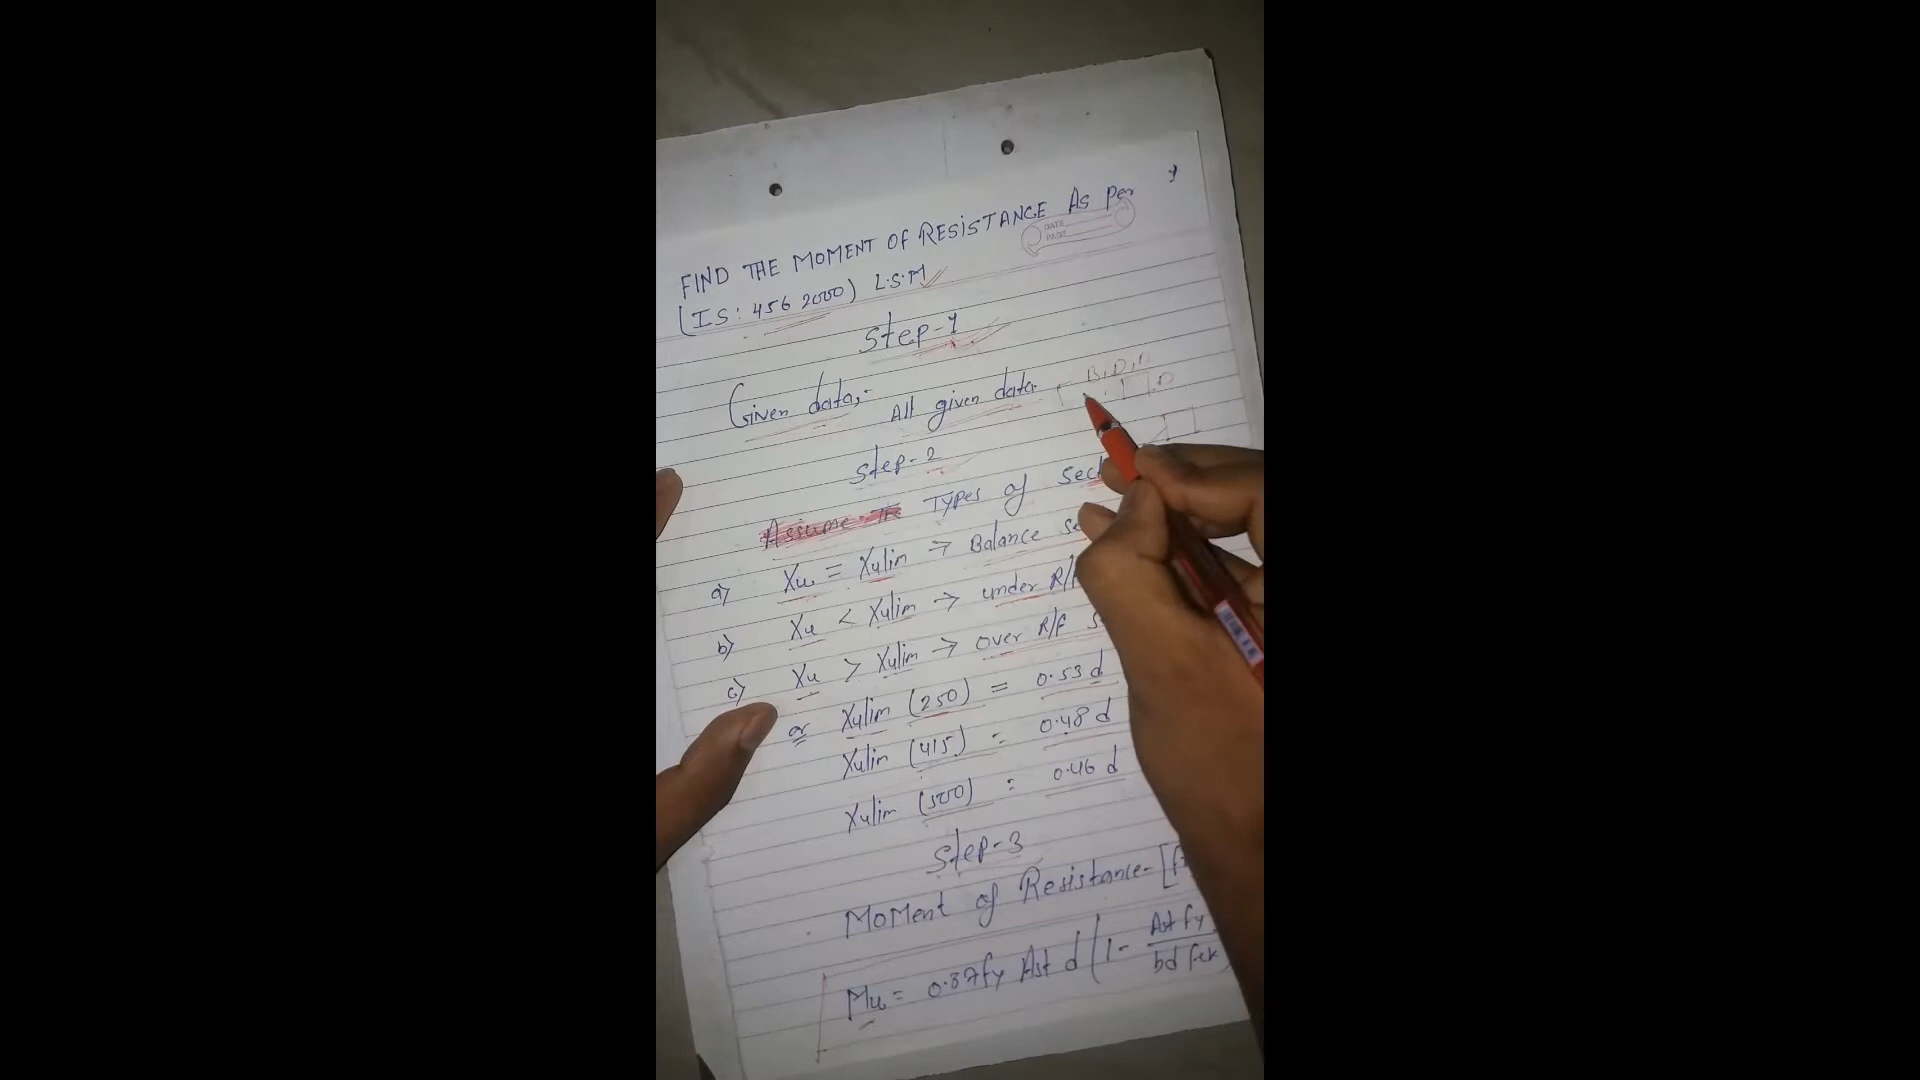 FIND THE MOMENT OF RESISTANCE As Per
DATE
PAGE
(IS: 456 2000) L.S.M
Step-1
Given data,:-
All given data.
B, D,
D
Step-2
Assume The Types of
a) Xu = Xulim → Balance
b) Xu < Xulim → under R/f
c) Xu > Xulim → over R/f
or Xulim (250) = 0.53 d
Xulim (415) = 0.48 d
Xulim (500) = 0.46 d
Step-3
MoMent of Resistance-
Mu = 0.87fy Ast d (1- Ast fy / bd fck